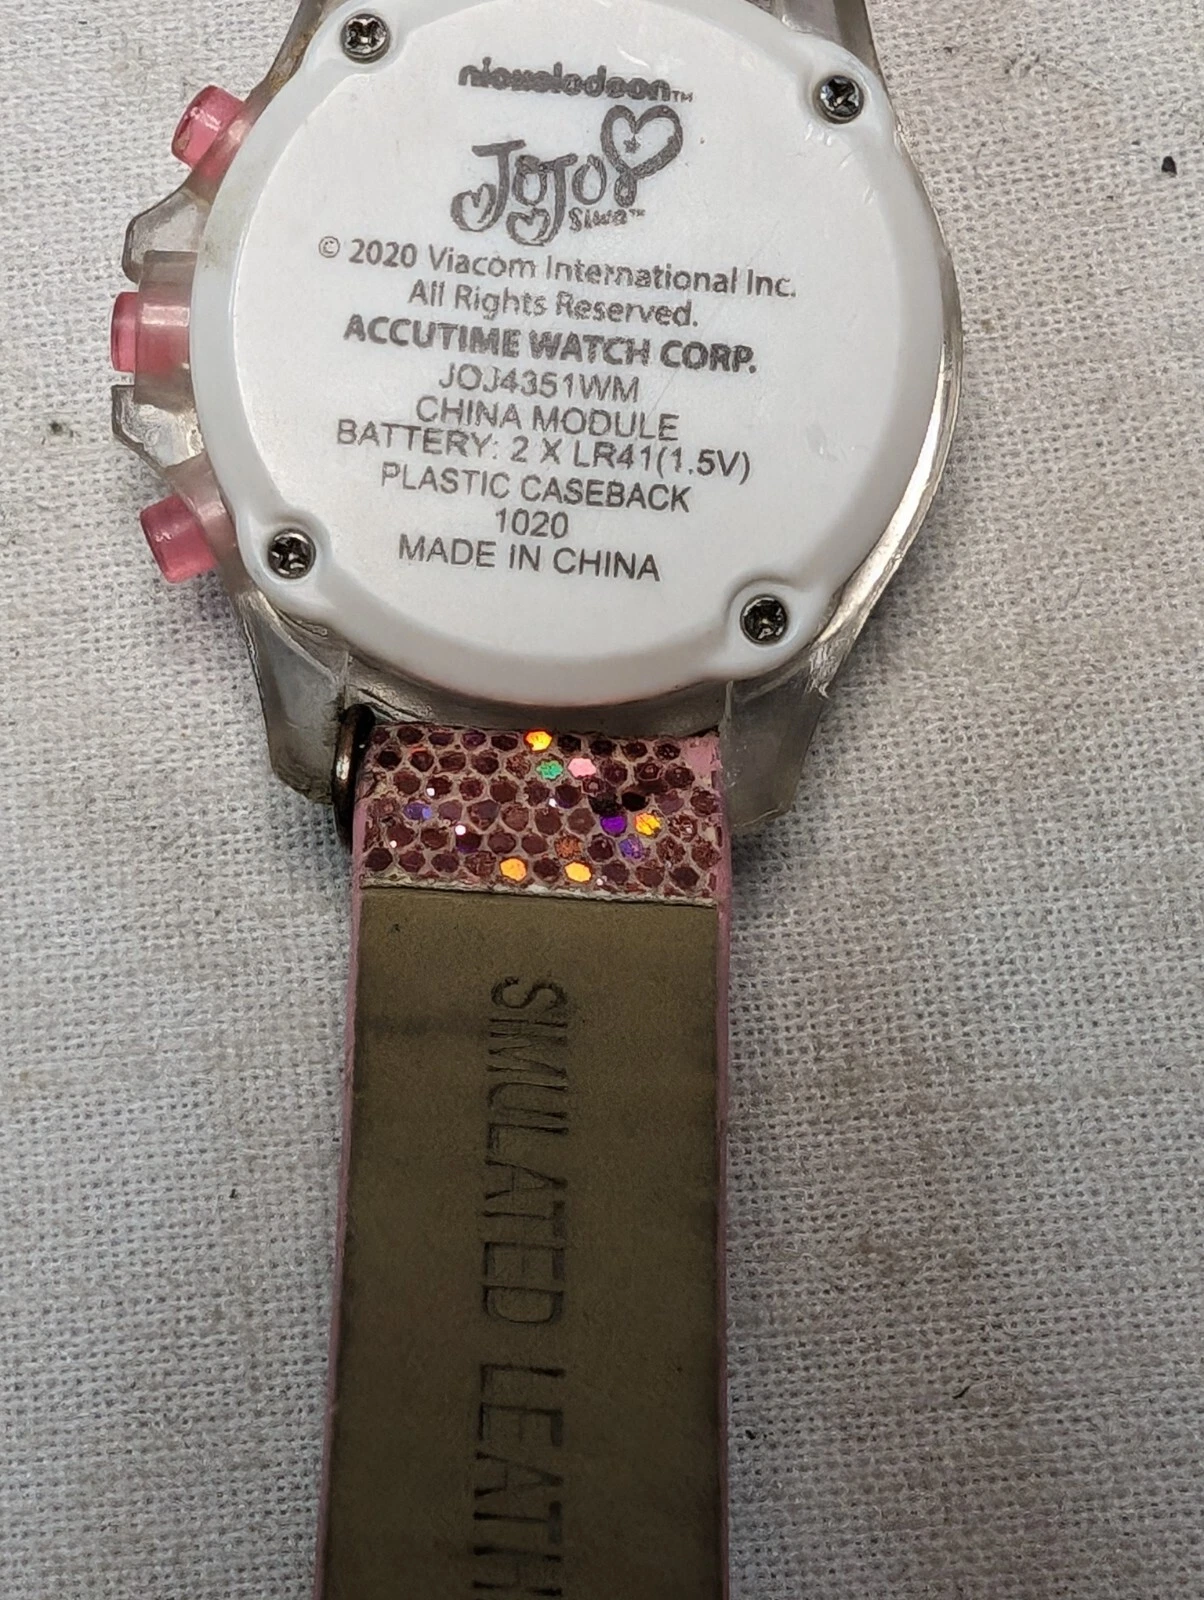 nickelodeon™
JoJo
Siwa™
© 2020 Viacom International Inc.
All Rights Reserved.
ACCUTIME WATCH CORP.
JOJ4351WM
CHINA MODULE
BATTERY: 2 X LR41(1.5V)
PLASTIC CASEBACK
1020
MADE IN CHINA
SIMULATED LEATH